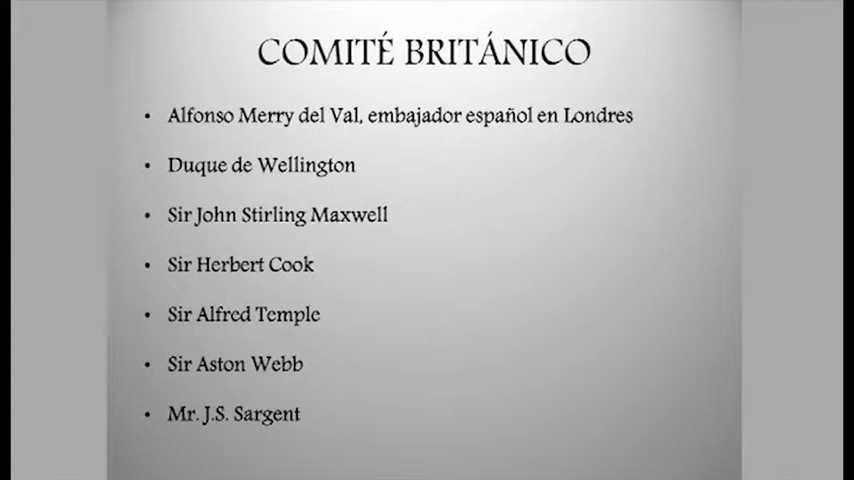 COMITÉ BRITÁNICO
• Alfonso Merry del Val, embajador español en Londres
• Duque de Wellington
• Sir John Stirling Maxwell
• Sir Herbert Cook
• Sir Alfred Temple
• Sir Aston Webb
• Mr. J.S. Sargent